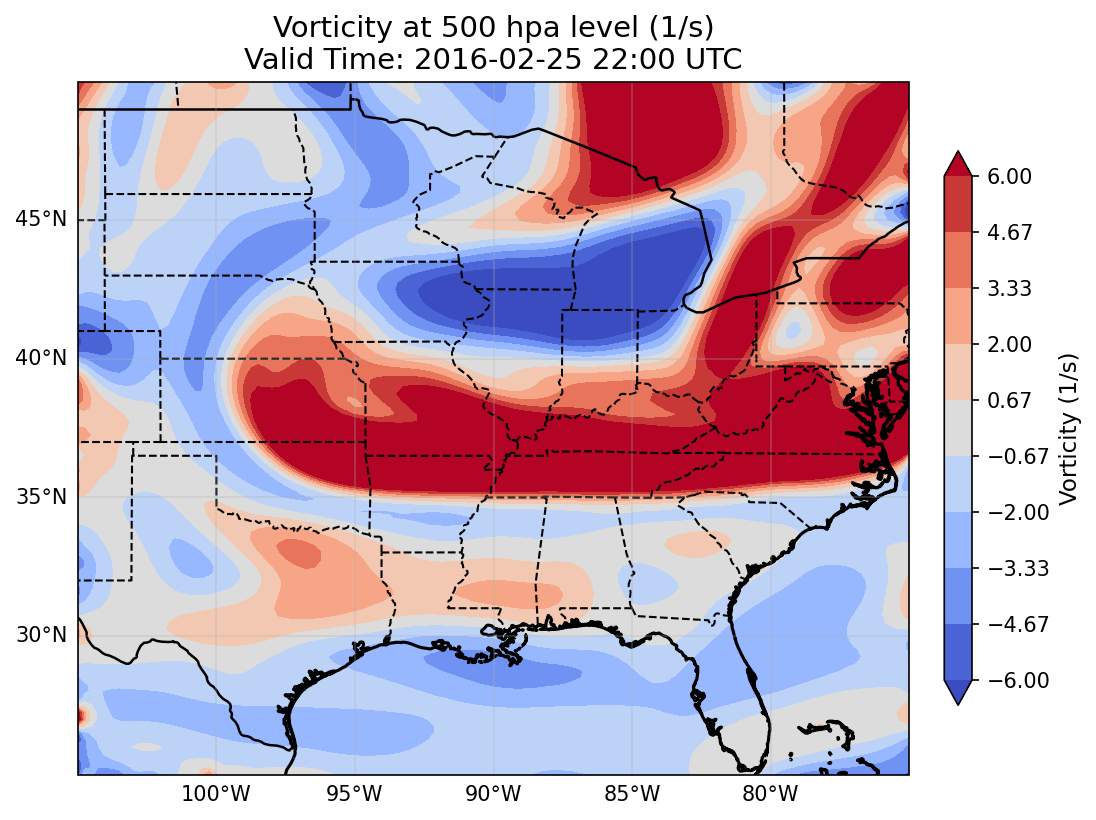 Vorticity at 500 hpa level (1/s)
Valid Time: 2016-02-25 22:00 UTC
45°N
40°N
35°N
30°N
100°W
95°W
90°W
85°W
80°W
6.00
4.67
3.33
2.00
0.67
−0.67
−2.00
−3.33
−4.67
−6.00
Vorticity (1/s)